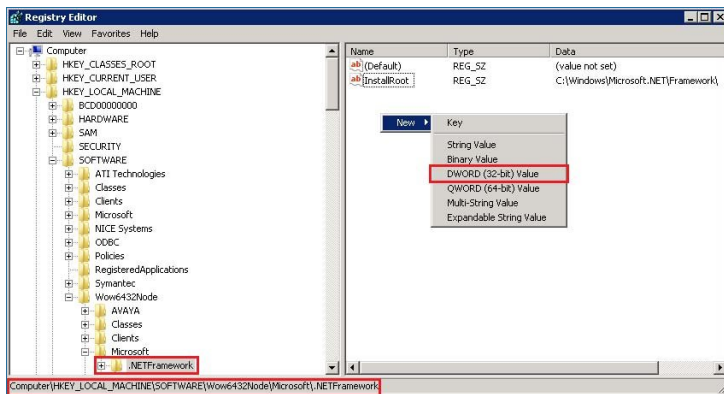 Registry Editor
File Edit View Favorites Help
Computer
HKEY_CLASSES_ROOT
HKEY_CURRENT_USER
HKEY_LOCAL_MACHINE
BCD00000000
HARDWARE
SAM
SECURITY
SOFTWARE
ATI Technologies
Classes
Clients
Microsoft
NICE Systems
ODBC
Policies
RegisteredApplications
Symantec
Wow6432Node
AVAYA
Classes
Clients
Microsoft
.NETFramework
Name Type Data
ab (Default) REG_SZ (value not set)
ab InstallRoot REG_SZ C:\Windows\Microsoft.NET\Framework\
New Key
String Value
Binary Value
DWORD (32-bit) Value
QWORD (64-bit) Value
Multi-String Value
Expandable String Value
Computer\HKEY_LOCAL_MACHINE\SOFTWARE\Wow6432Node\Microsoft\.NETFramework